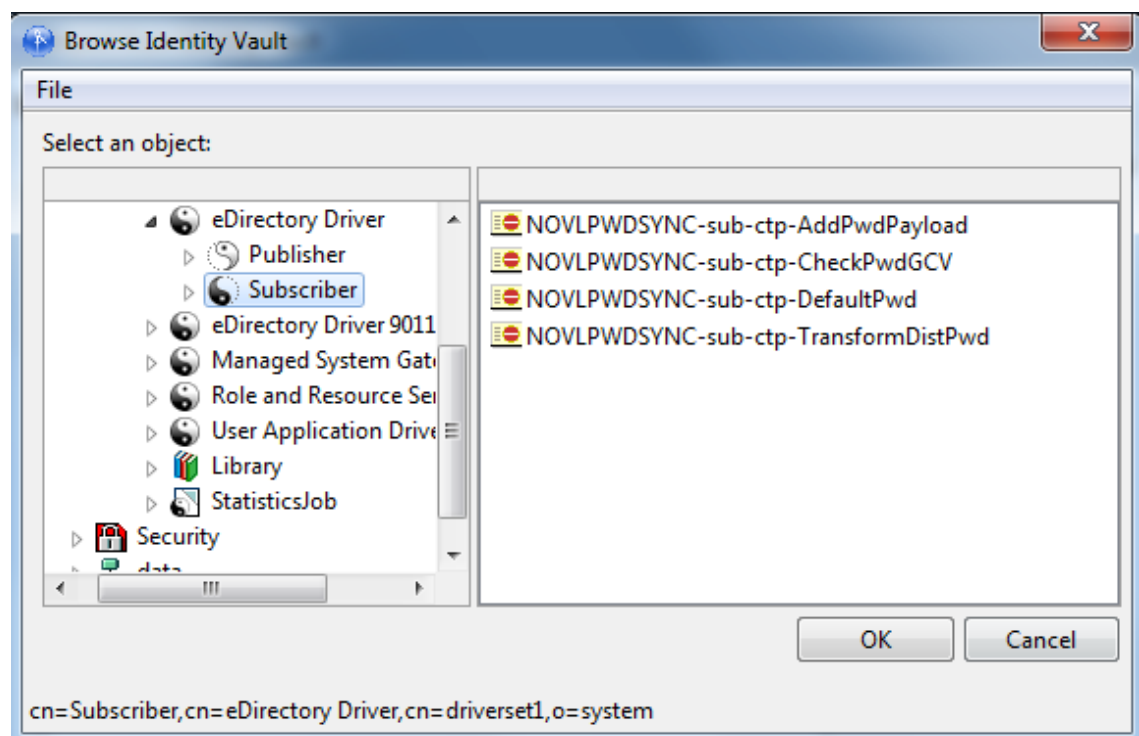 Browse Identity Vault
File
Select an object:
eDirectory Driver
Publisher
Subscriber
eDirectory Driver 9011
Managed System Gat
Role and Resource Se
User Application Drive
Library
StatisticsJob
Security
data
NOVLPWDSYNC-sub-ctp-AddPwdPayload
NOVLPWDSYNC-sub-ctp-CheckPwdGCV
NOVLPWDSYNC-sub-ctp-DefaultPwd
NOVLPWDSYNC-sub-ctp-TransformDistPwd
OK
Cancel
cn=Subscriber,cn=eDirectory Driver,cn=driverset1,o=system